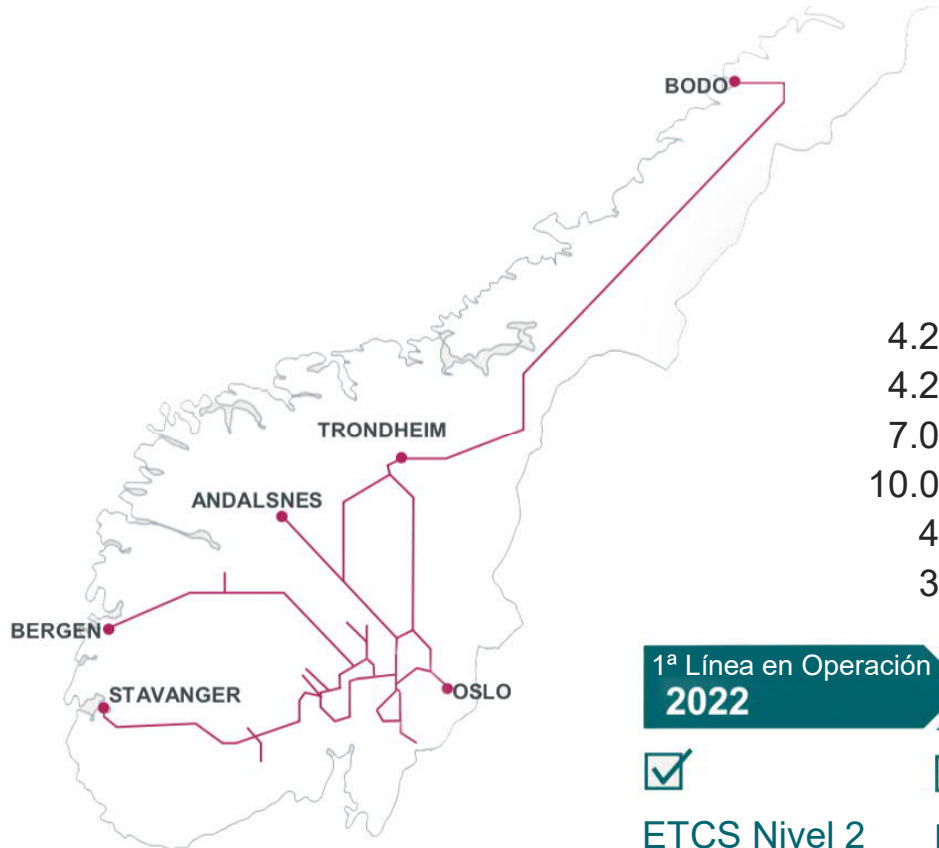 BODO
4.2
4.2
TRONDHEIM
7.0
10.0
ANDALSNES
4
3
BERGEN
STAVANGER
OSLO
1ª Línea en Operación
2022
ETCS Nivel 2